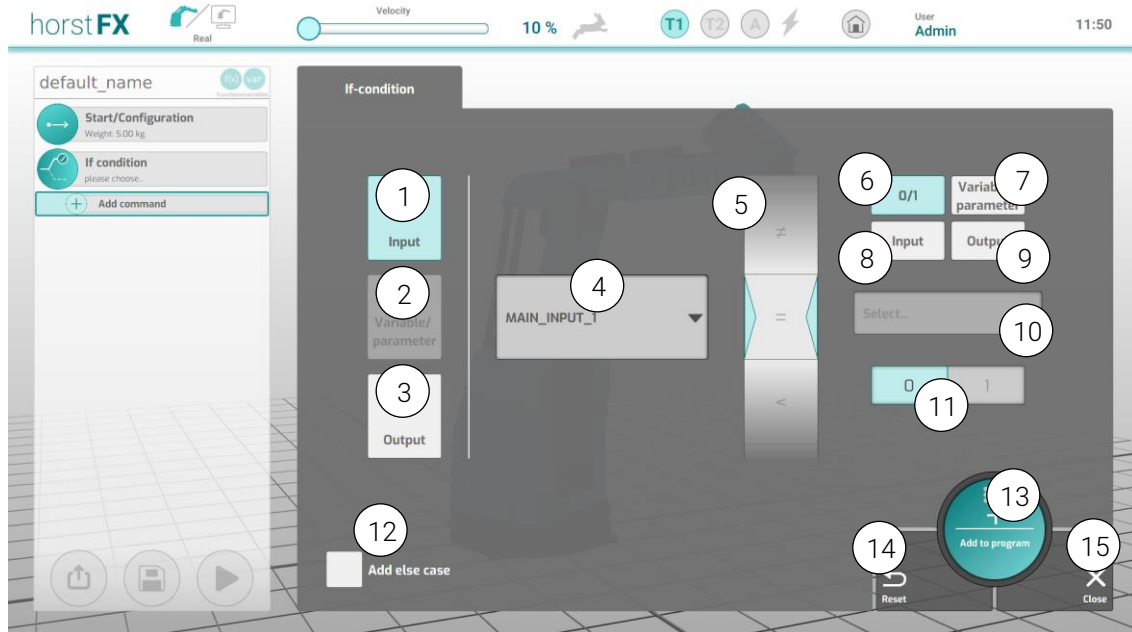 horstFX
Real
Velocity
10 %
T1
T2
A
User
Admin
11:50
default_name
f(x)
var
Functions
Start/Configuration
Weight: 5.00 kg
If condition
please choose..
Add command
If-condition
1
Input
2
Variable/
parameter
3
Output
4
MAIN_INPUT_1
5
≠
=
<
6
0/1
7
parameter
8
Input
9
10
Select...
11
0
1
12
Add else case
13
Add to program
14
Reset
15
Close